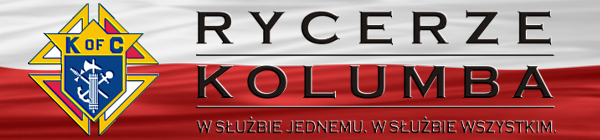 K OF C
RYCERZE
KOLUMBA
W SŁUŻBIE JEDNEMU. W SŁUŻBIE WSZYSTKIM.